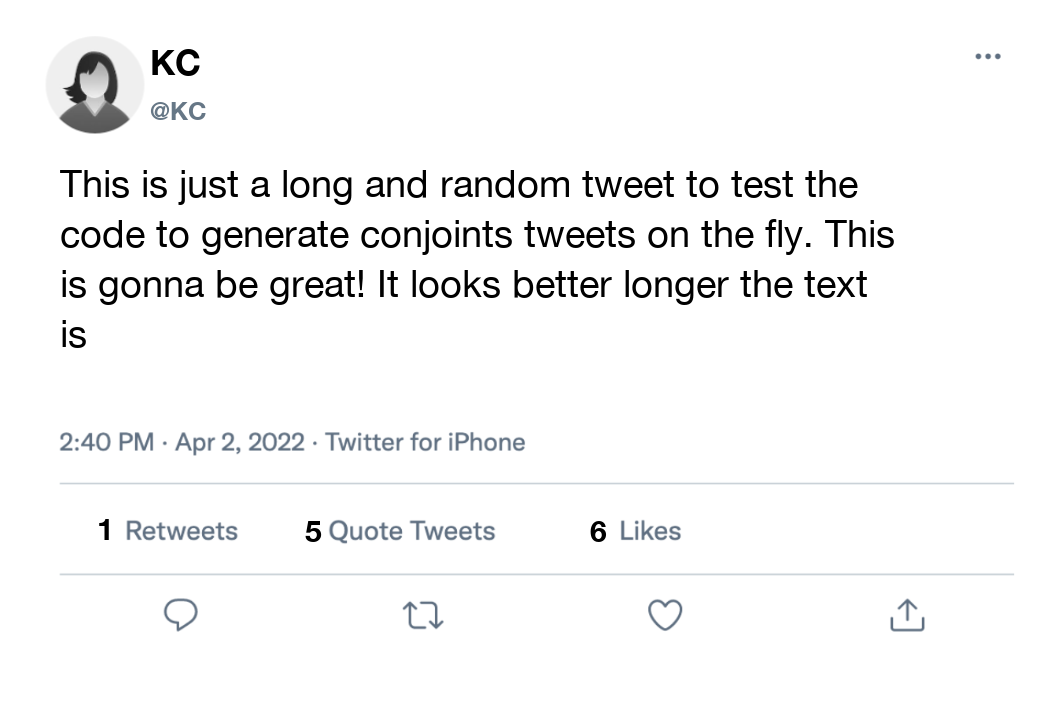 KC
@KC
This is just a long and random tweet to test the
code to generate conjoints tweets on the fly. This
is gonna be great! It looks better longer the text
is
2:40 PM · Apr 2, 2022 · Twitter for iPhone
1 Retweets 5 Quote Tweets 6 Likes